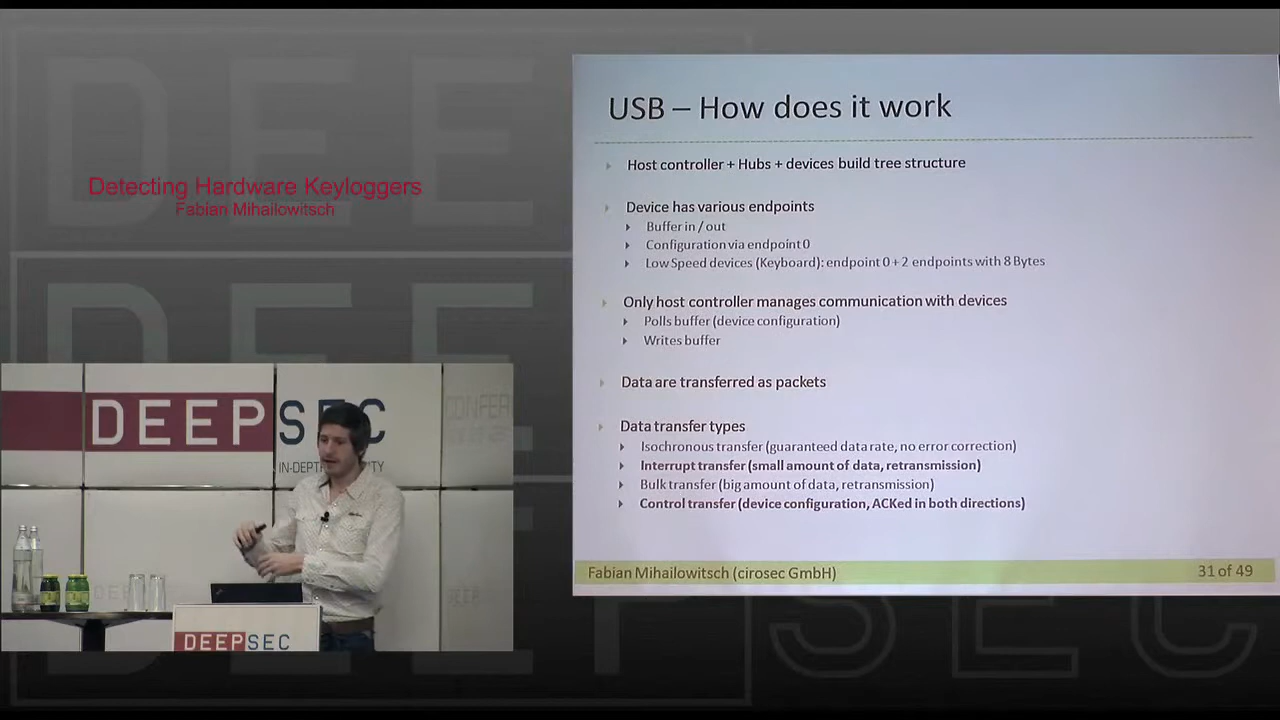 Detecting Hardware Keyloggers
Fabian Mihailowitsch
USB – How does it work
Host controller + Hubs + devices build tree structure
Device has various endpoints
Buffer in / out
Configuration via endpoint 0
Low Speed devices (Keyboard): endpoint 0 + 2 endpoints with 8 Bytes
Only host controller manages communication with devices
Polls buffer (device configuration)
Writes buffer
Data are transferred as packets
Data transfer types
Isochronous transfer (guaranteed data rate, no error correction)
Interrupt transfer (small amount of data, retransmission)
Bulk transfer (big amount of data, retransmission)
Control transfer (device configuration, ACKed in both directions)
Fabian Mihailowitsch (cirosec GmbH)
31 of 49
DEEPSEC
DEEPSEC
DEEP
SEC